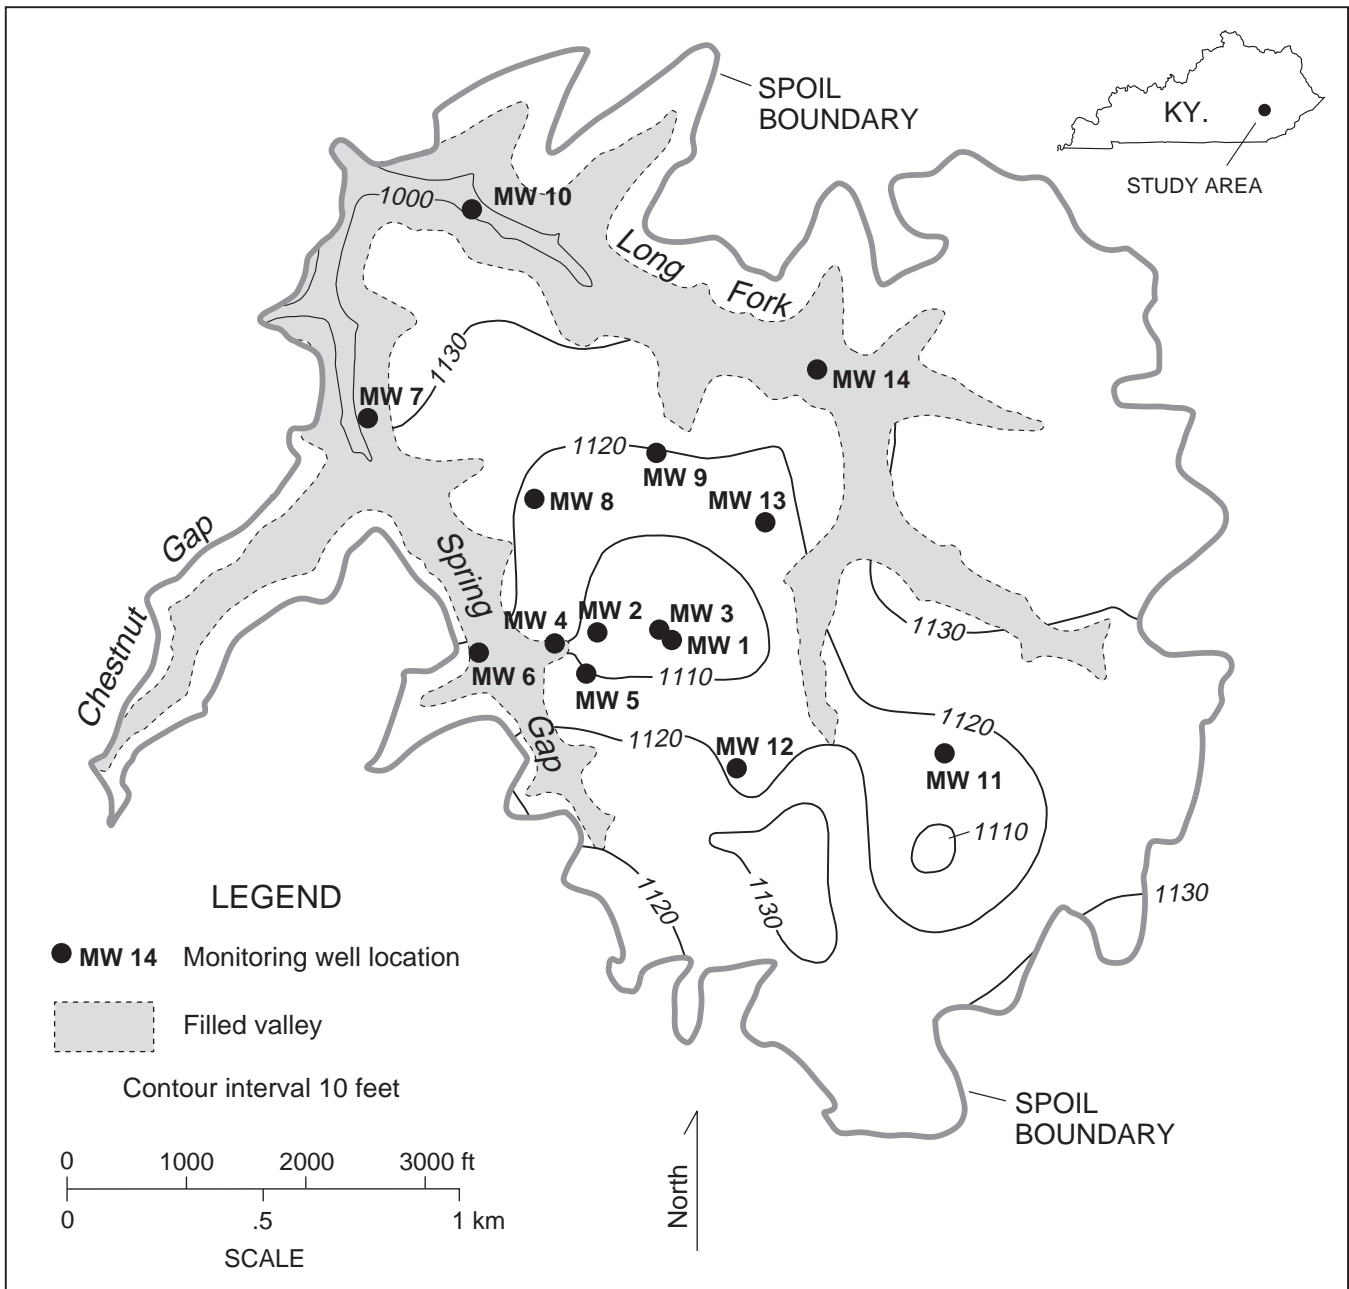 SPOIL
BOUNDARY
KY.
STUDY AREA
MW 10
1000
Long
Fork
1130
MW 14
MW 7
1120
MW 9
MW 8
MW 13
Gap
Spring
Chestnut
MW 4
MW 2
MW 3
MW 1
1130
MW 6
MW 5
1110
1120
Gap
1120
MW 12
MW 11
1110
1120
1130
1130
LEGEND
MW 14 Monitoring well location
Filled valley
Contour interval 10 feet
SPOIL
BOUNDARY
0 1000 2000 3000 ft
0 .5 1 km
SCALE
North